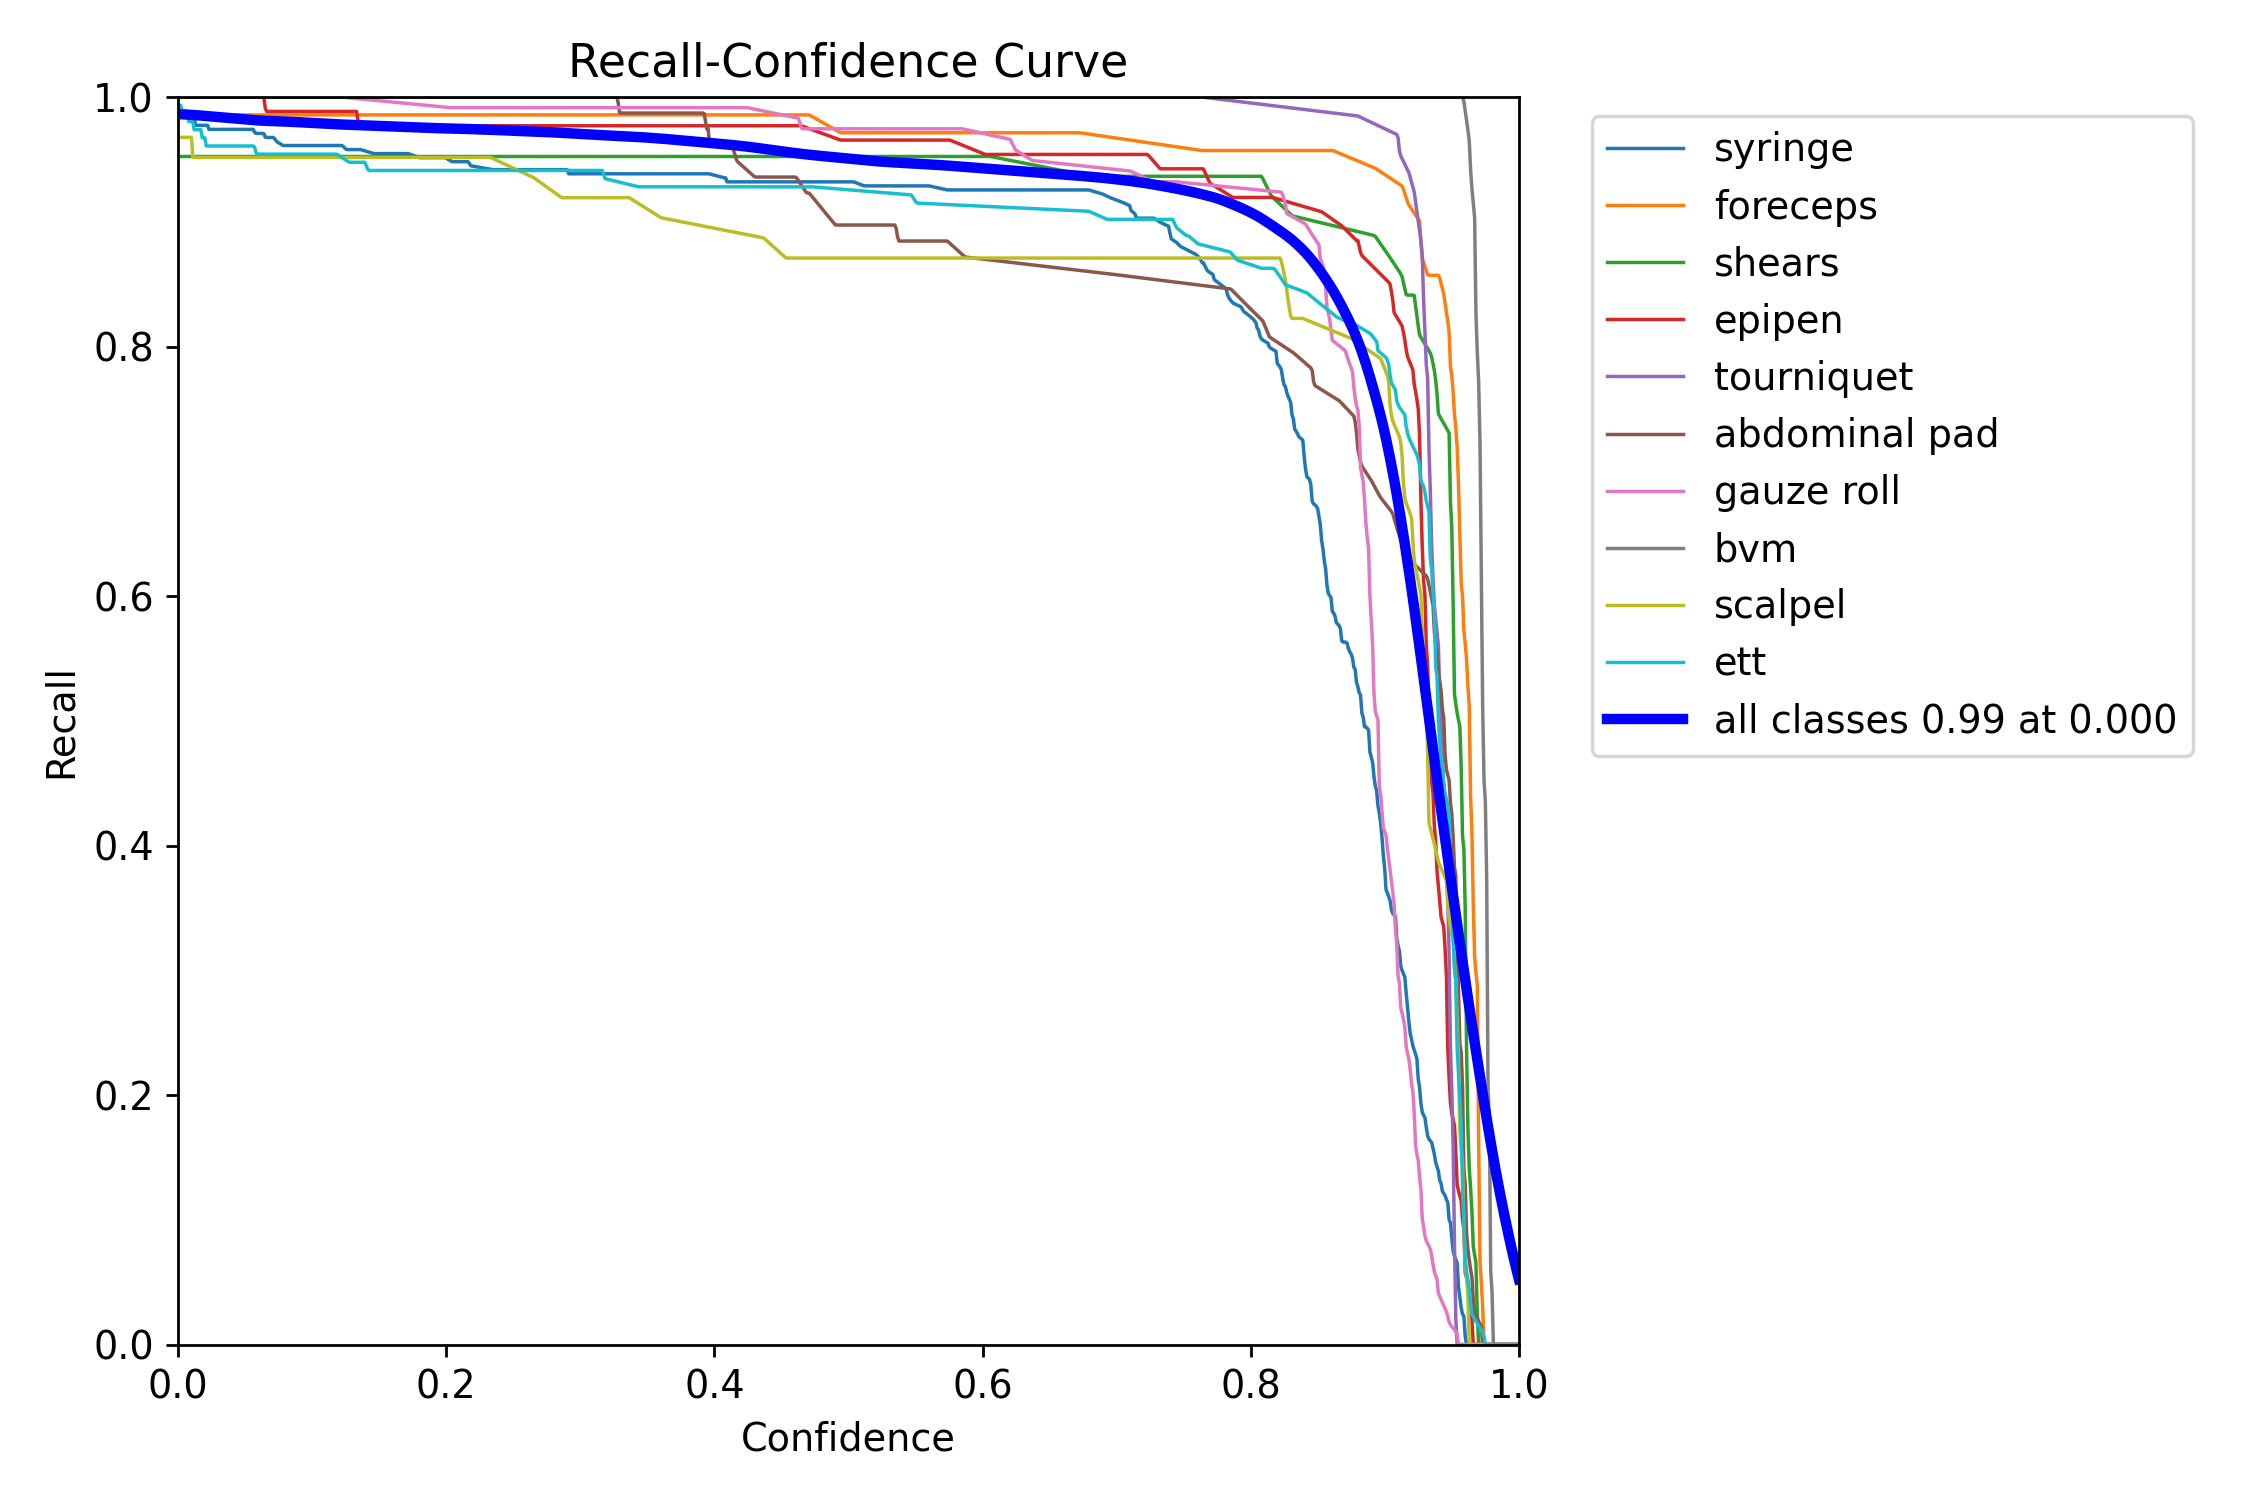 Recall-Confidence Curve
1.0
0.8
0.6
0.4
0.2
0.0
Recall
0.0 0.2 0.4 0.6 0.8 1.0
Confidence
syringe
foreceps
shears
epipen
tourniquet
abdominal pad
gauze roll
bvm
scalpel
ett
all classes 0.99 at 0.000